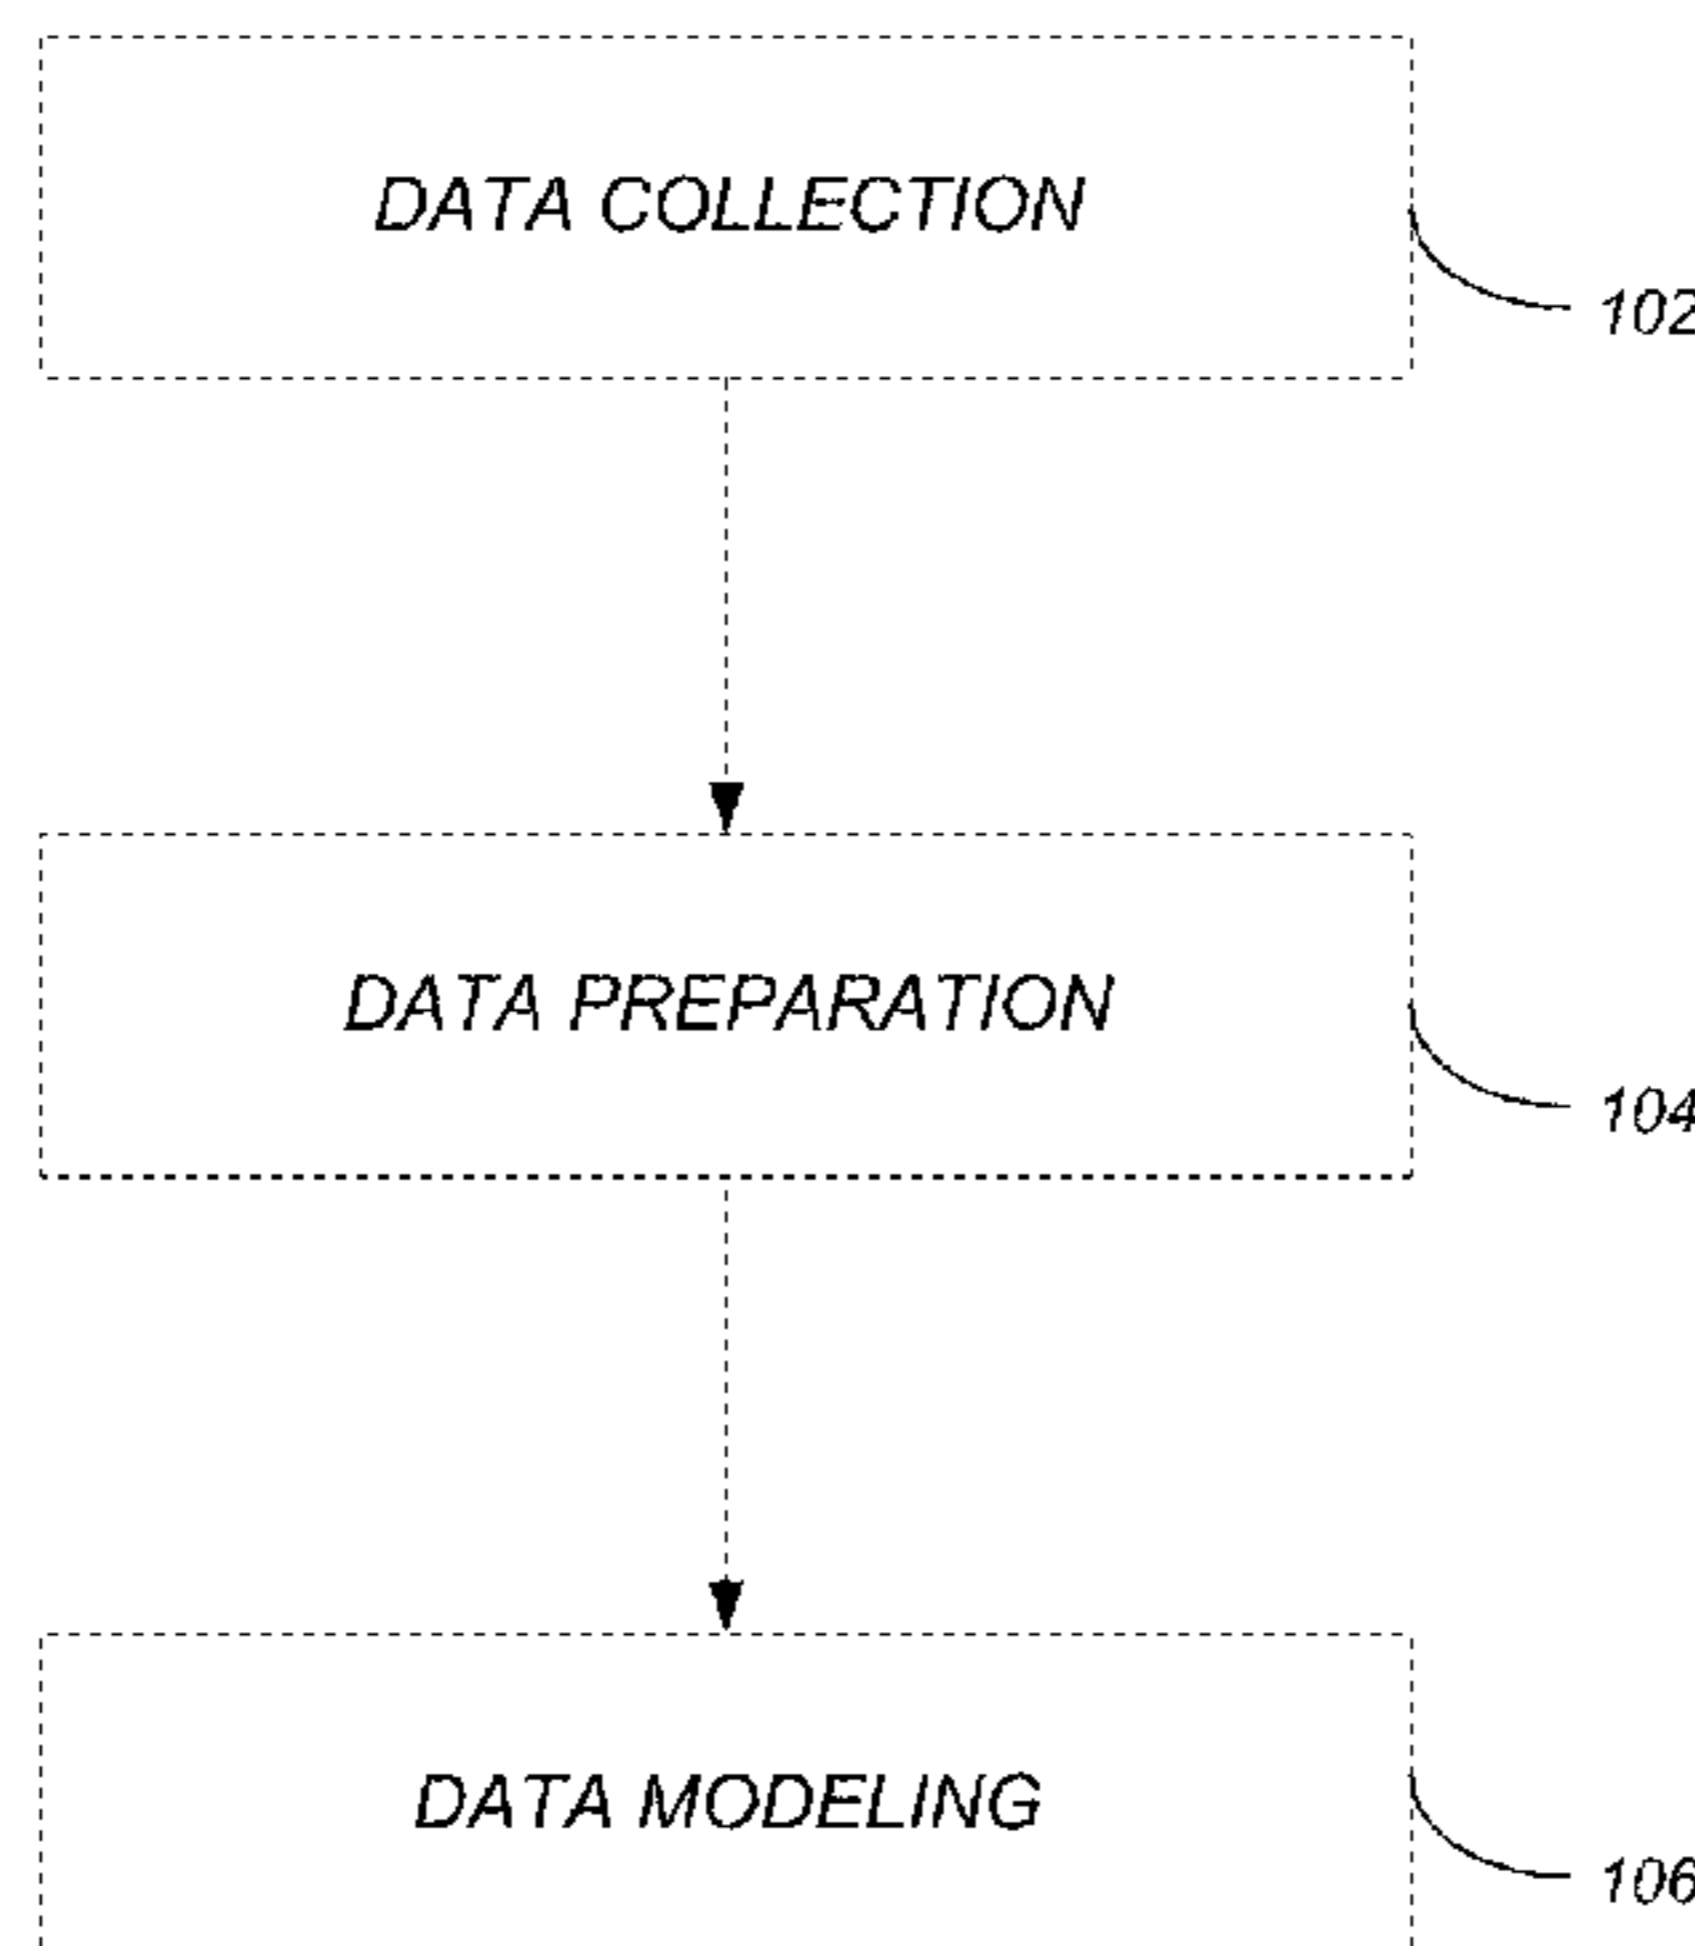 DATA COLLECTION
102
DATA PREPARATION
104
DATA MODELING
106